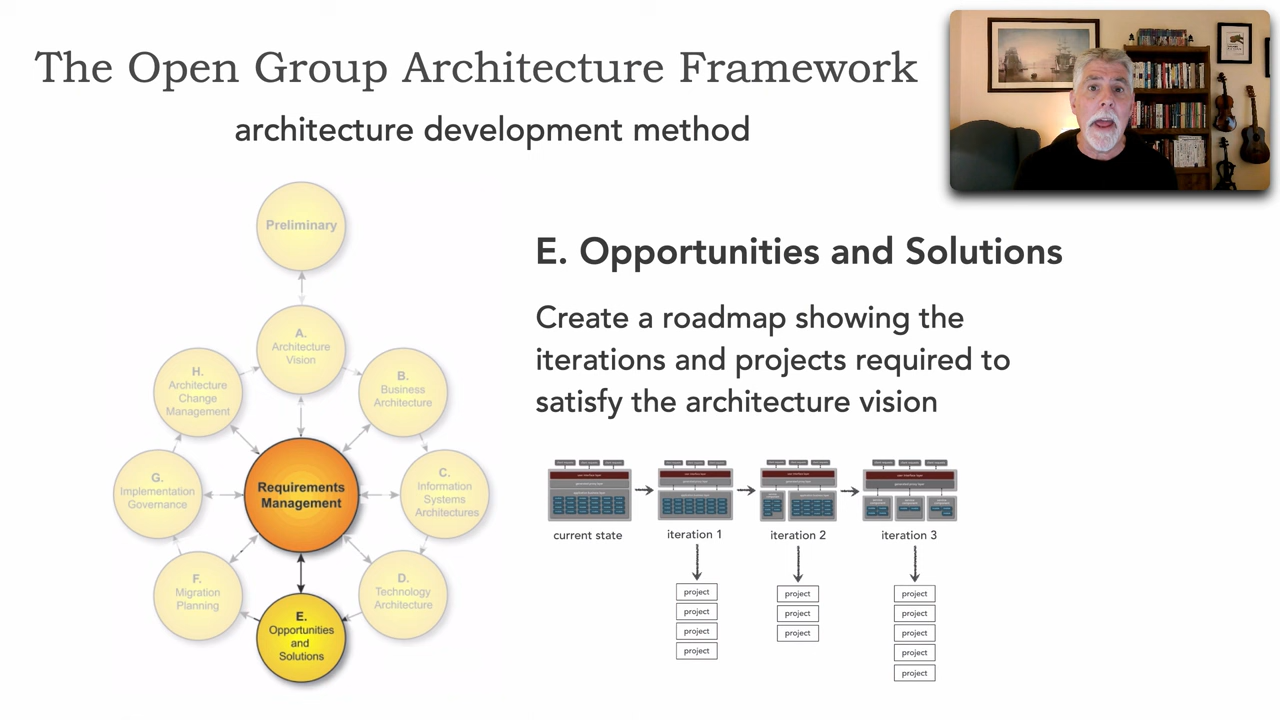 The Open Group Architecture Framework
architecture development method
Preliminary
A.
Architecture
Vision
B.
Business
Architecture
C.
Information
Systems
Architectures
D.
Technology
Architecture
E.
Opportunities
and
Solutions
F.
Migration
Planning
G.
Implementation
Governance
H.
Architecture
Change
Management
Requirements
Management
E. Opportunities and Solutions
Create a roadmap showing the
iterations and projects required to
satisfy the architecture vision
current state
iteration 1
iteration 2
iteration 3
project
project
project
project
project
project
project
project
project
project
project
project